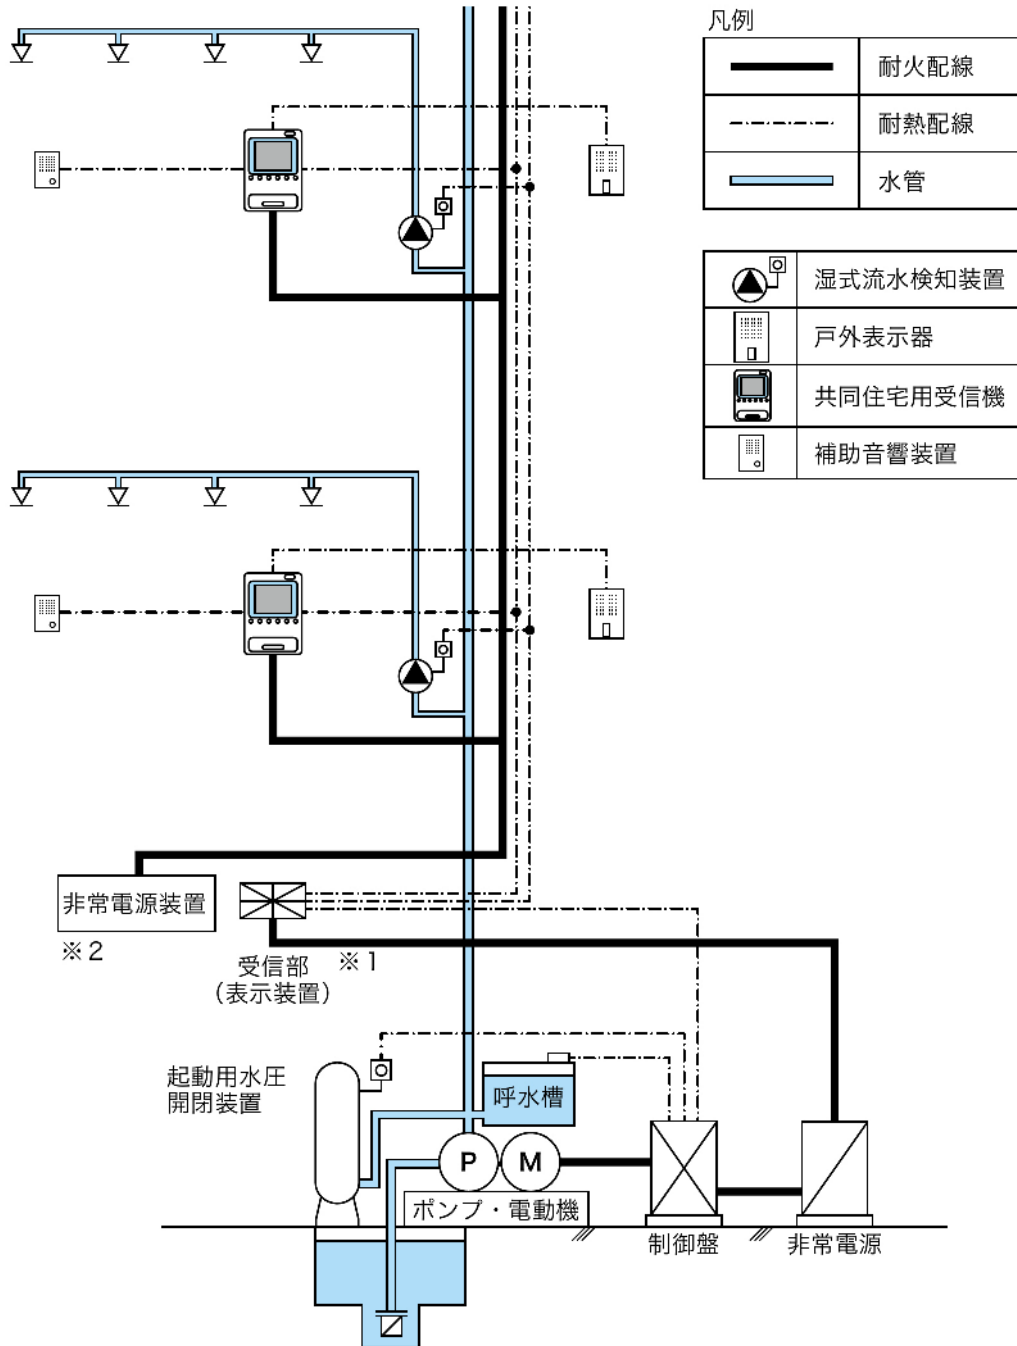 凡例
耐火配線
耐熱配線
水管
湿式流水検知装置
戸外表示器
共同住宅用受信機
補助音響装置
非常電源装置
※2
受信部
(表示装置)
※1
起動用水圧
開閉装置
呼水槽
P
M
ポンプ・電動機
制御盤
非常電源